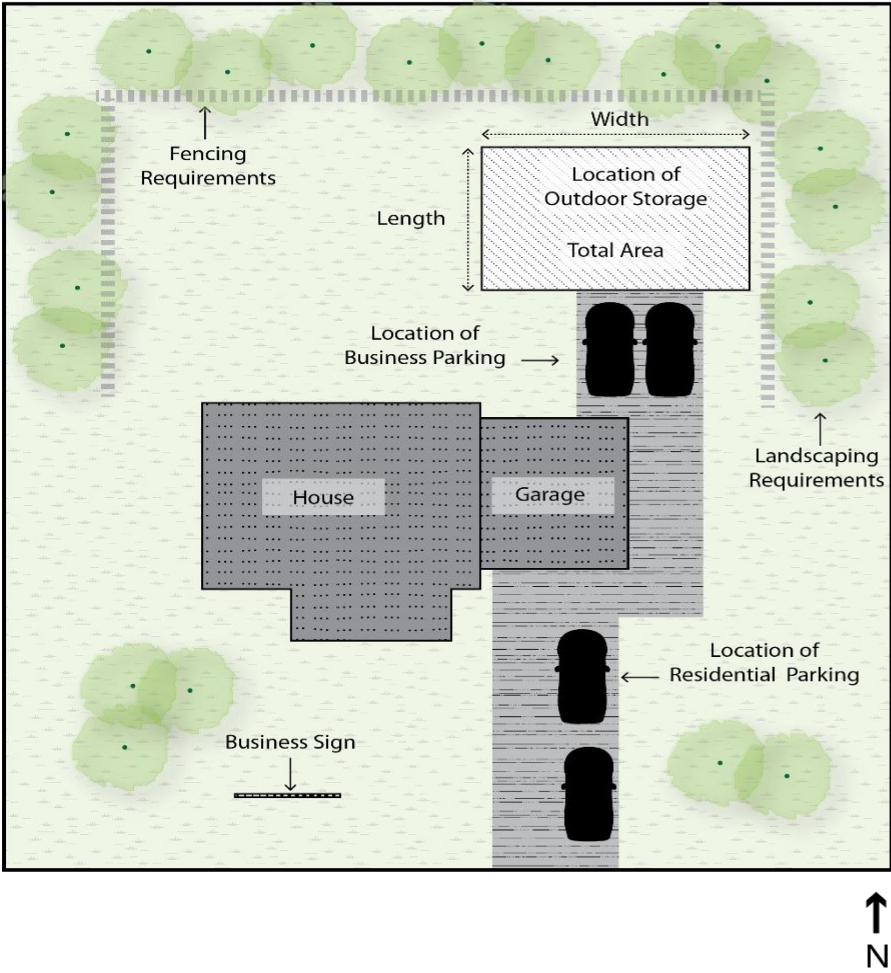 Width
Fencing
Requirements
Location of
Outdoor Storage
Total Area
Length
Location of
Business Parking
Landscaping
Requirements
House
Garage
Location of
Residential Parking
Business Sign
N